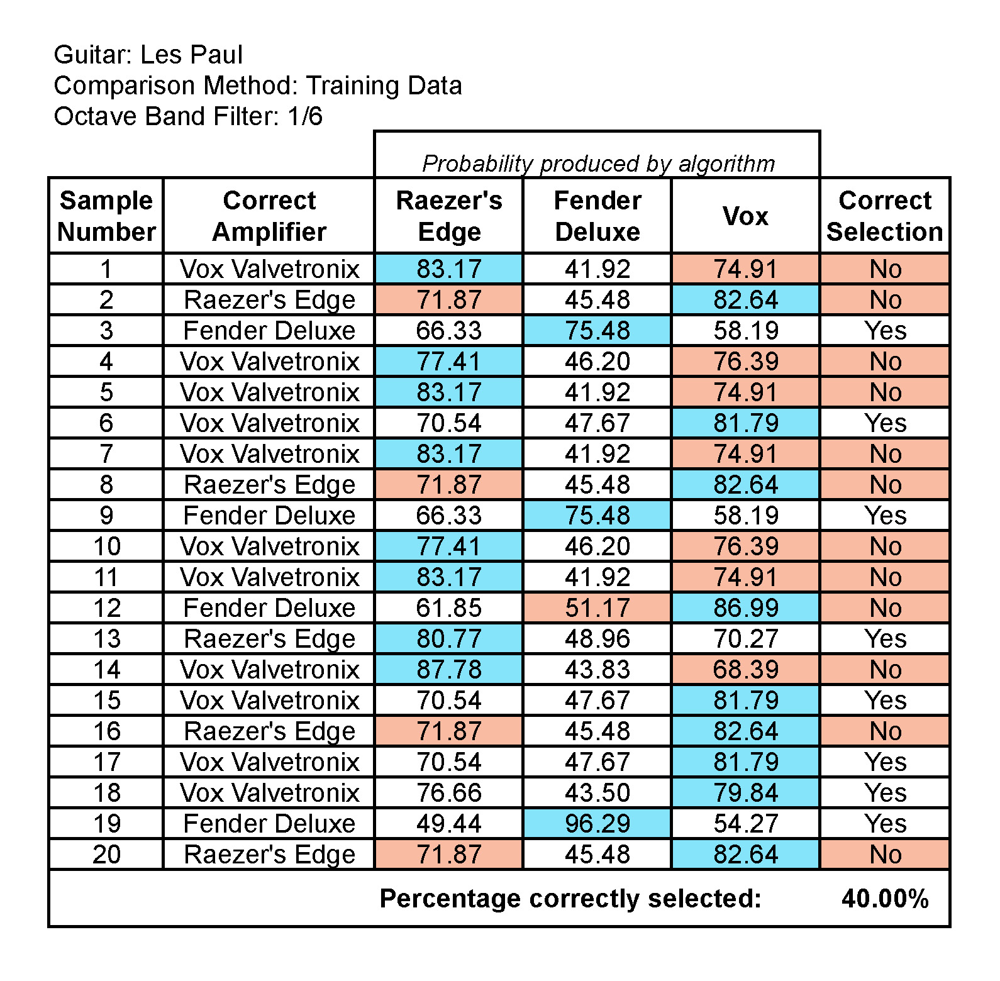 Guitar: Les Paul
Comparison Method: Training Data
Octave Band Filter: 1/6
Probability produced by algorithm
Sample Number Correct Amplifier Raezer's Edge Fender Deluxe Vox Correct Selection
1 Vox Valvetronix 83.17 41.92 74.91 No
2 Raezer's Edge 71.87 45.48 82.64 No
3 Fender Deluxe 66.33 75.48 58.19 Yes
4 Vox Valvetronix 77.41 46.20 76.39 No
5 Vox Valvetronix 83.17 41.92 74.91 No
6 Vox Valvetronix 70.54 47.67 81.79 Yes
7 Vox Valvetronix 83.17 41.92 74.91 No
8 Raezer's Edge 71.87 45.48 82.64 No
9 Fender Deluxe 66.33 75.48 58.19 Yes
10 Vox Valvetronix 77.41 46.20 76.39 No
11 Vox Valvetronix 83.17 41.92 74.91 No
12 Fender Deluxe 61.85 51.17 86.99 No
13 Raezer's Edge 80.77 48.96 70.27 Yes
14 Vox Valvetronix 87.78 43.83 68.39 No
15 Vox Valvetronix 70.54 47.67 81.79 Yes
16 Raezer's Edge 71.87 45.48 82.64 No
17 Vox Valvetronix 70.54 47.67 81.79 Yes
18 Vox Valvetronix 76.66 43.50 79.84 Yes
19 Fender Deluxe 49.44 96.29 54.27 Yes
20 Raezer's Edge 71.87 45.48 82.64 No
Percentage correctly selected: 40.00%